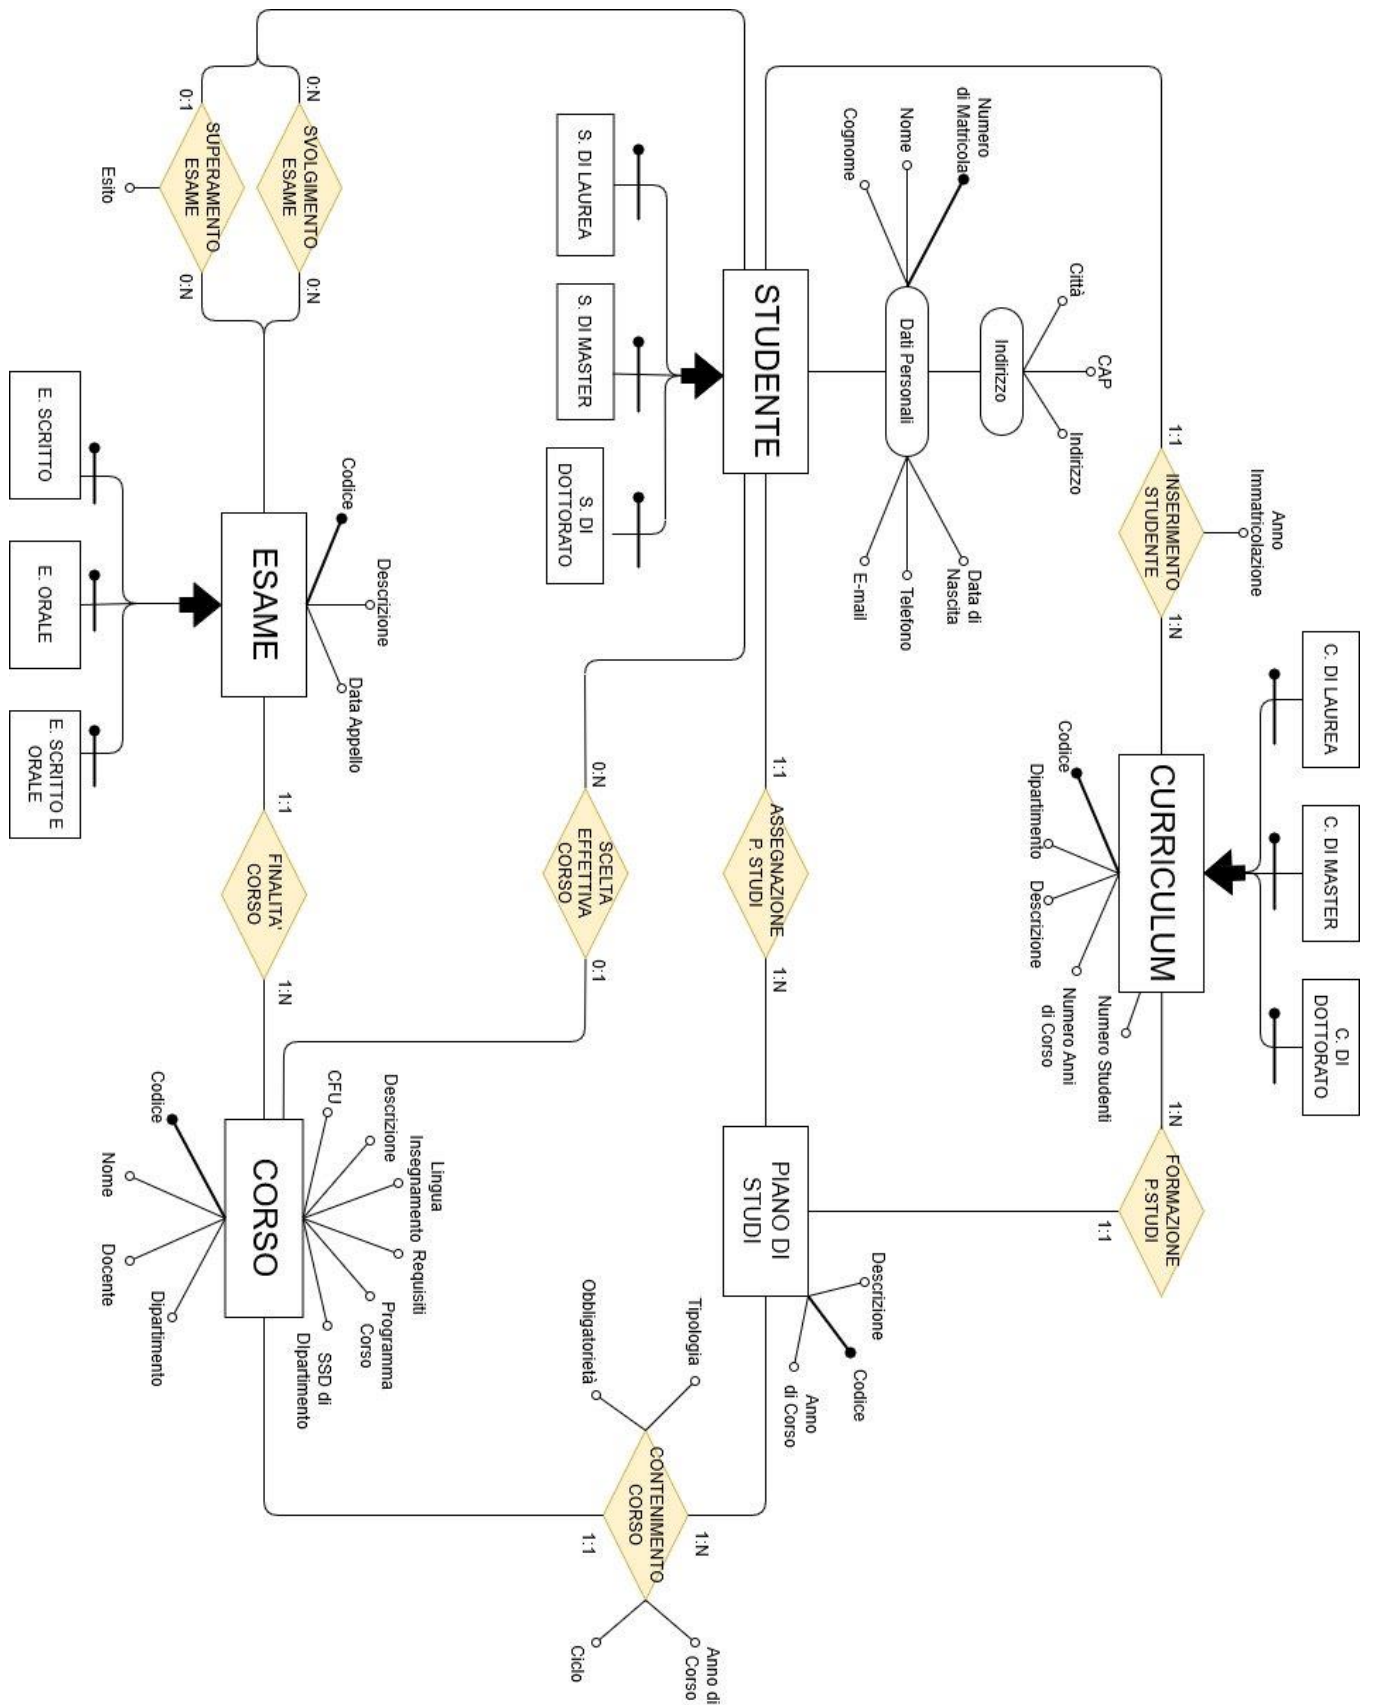 Anno
Immatricolazione
INSERIMENTO
STUDENTE
1:1
1:N
C. DI LAUREA
C. DI MASTER
C. DI
DOTTORATO
CURRICULUM
Codice
Dipartimento
Descrizione
Numero Anni
di Corso
Numero Studenti
1:N
FORMAZIONE
P.STUDI
1:1
Città
CAP
Indirizzo
Indirizzo
Numero
di Matricola
Nome
Cognome
Dati Personali
Data di
Nascita
Telefono
E-mail
STUDENTE
S. DI LAUREA
S. DI MASTER
S. DI
DOTTORATO
1:1
ASSEGNAZIONE
P. STUDI
1:N
PIANO DI
STUDI
Descrizione
Codice
Anno
di Corso
0:N
SCELTA
EFFETTIVA
CORSO
0:1
Tipologia
Obbligatorietà
1:N
CONTENIMENTO
CORSO
1:1
Anno di
Corso
Ciclo
0:N
SVOLGIMENTO
ESAME
0:N
0:1
SUPERAMENTO
ESAME
0:N
Esito
Codice
Descrizione
Data Appello
ESAME
E. SCRITTO
E. ORALE
E. SCRITTO E
ORALE
1:1
FINALITA'
CORSO
1:N
CFU
Descrizione
Lingua
Insegnamento
Requisiti
Programma
Corso
SSD di
DIpartimento
CORSO
Codice
Nome
Docente
Dipartimento